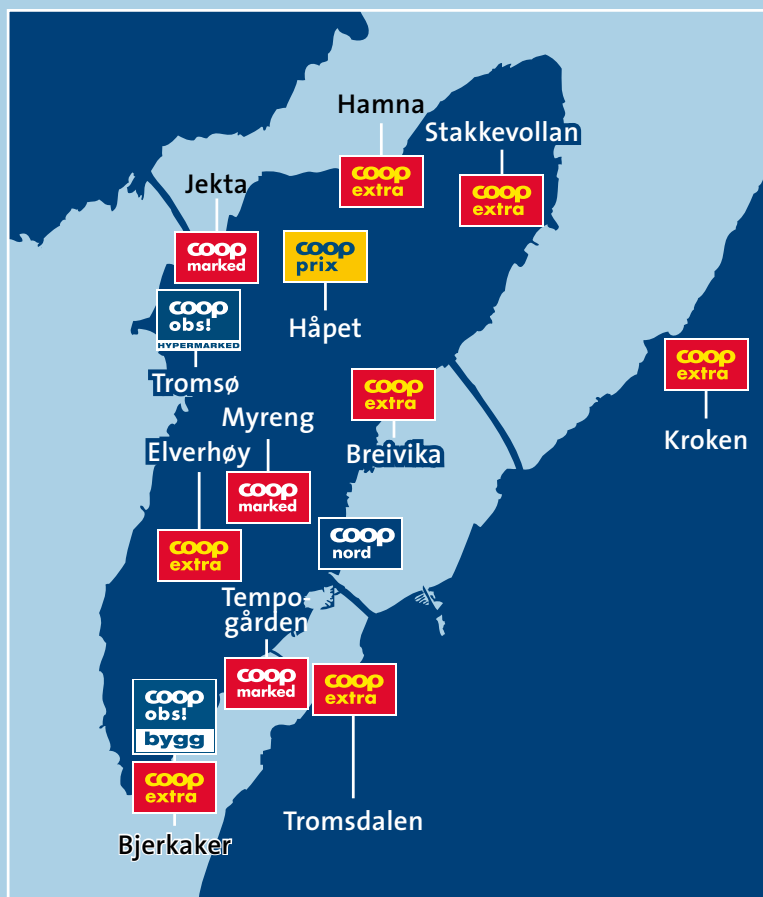 Hamna
Stakkevollan
coop
extra
coop
extra
Jekta
coop
marked
coop
prix
Håpet
coop
obs!
HYPERMARKED
Tromsø
coop
extra
Kroken
coop
extra
Breivika
Myreng
Elverhøy
coop
marked
coop
nord
coop
extra
Tempo-
gården
coop
marked
coop
extra
Tromsdalen
coop
obs!
bygg
coop
extra
Bjerkaker